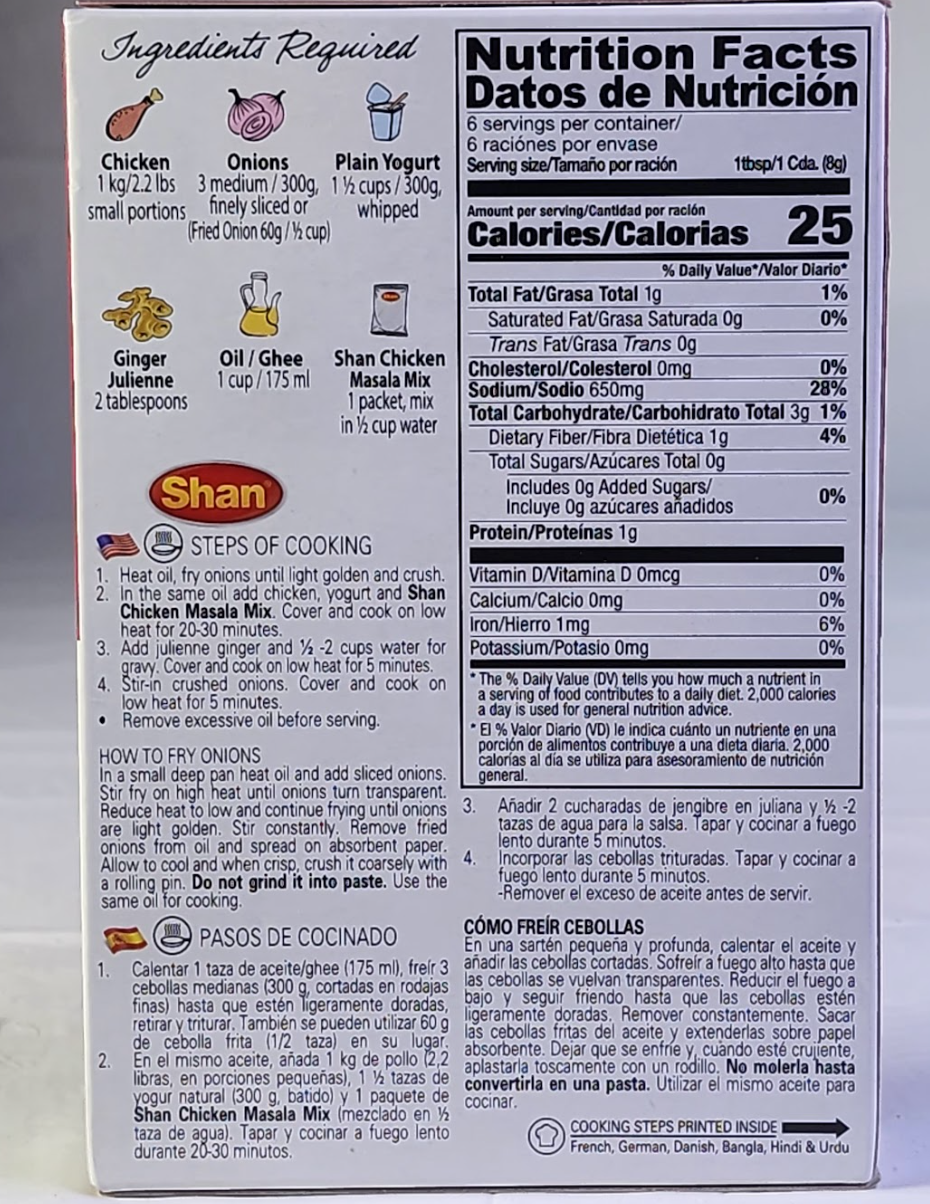 Ingredients Required
Chicken
1 kg/2.2 lbs
small portions
Onions
3 medium / 300g,
finely sliced or
(Fried Onion 60g / ½ cup)
Plain Yogurt
1 ½ cups / 300g,
whipped
Ginger
Julienne
2 tablespoons
Oil / Ghee
1 cup / 175 ml
Shan
Shan Chicken
Masala Mix
1 packet, mix
in ½ cup water
Shan
STEPS OF COOKING
1. Heat oil, fry onions until light golden and crush.
2. In the same oil add chicken, yogurt and Shan
Chicken Masala Mix. Cover and cook on low
heat for 20-30 minutes.
3. Add julienne ginger and ½ -2 cups water for
gravy. Cover and cook on low heat for 5 minutes.
4. Stir-in crushed onions. Cover and cook on
low heat for 5 minutes.
• Remove excessive oil before serving.
HOW TO FRY ONIONS
In a small deep pan heat oil and add sliced onions.
Stir fry on high heat until onions turn transparent.
Reduce heat to low and continue frying until onions
are light golden. Stir constantly. Remove fried
onions from oil and spread on absorbent paper.
Allow to cool and when crisp, crush it coarsely with
a rolling pin. Do not grind it into paste. Use the
same oil for cooking.
PASOS DE COCINADO
1. Calentar 1 taza de aceite/ghee (175 ml), freír 3
cebollas medianas (300 g, cortadas en rodajas
finas) hasta que estén ligeramente doradas,
retirar y triturar. También se pueden utilizar 60 g
de cebolla frita (1/2 taza) en su lugar.
2. En el mismo aceite, añada 1 kg de pollo (2,2
libras, en porciones pequeñas), 1 ½ tazas de
yogur natural (300 g, batido) y 1 paquete de
Shan Chicken Masala Mix (mezclado en ½
taza de agua). Tapar y cocinar a fuego lento
durante 20-30 minutos.
Nutrition Facts
Datos de Nutrición
6 servings per container/
6 raciónes por envase
Serving size/Tamaño por ración 1tbsp/1 Cda. (8g)
Amount per serving/Cantidad por ración
Calories/Calorias 25
% Daily Value*/Valor Diario*
Total Fat/Grasa Total 1g 1%
Saturated Fat/Grasa Saturada 0g 0%
Trans Fat/Grasa Trans 0g
Cholesterol/Colesterol 0mg 0%
Sodium/Sodio 650mg 28%
Total Carbohydrate/Carbohidrato Total 3g 1%
Dietary Fiber/Fibra Dietética 1g 4%
Total Sugars/Azúcares Total 0g
Includes 0g Added Sugars/
Incluye 0g azúcares añadidos 0%
Protein/Proteínas 1g
Vitamin D/Vitamina D 0mcg 0%
Calcium/Calcio 0mg 0%
Iron/Hierro 1mg 6%
Potassium/Potasio 0mg 0%
* The % Daily Value (DV) tells you how much a nutrient in
a serving of food contributes to a daily diet. 2,000 calories
a day is used for general nutrition advice.
* El % Valor Diario (VD) le indica cuánto un nutriente en una
porción de alimentos contribuye a una dieta diaria. 2,000
calorías al día se utiliza para asesoramiento de nutrición
general.
3. Añadir 2 cucharadas de jengibre en juliana y ½ -2
tazas de agua para la salsa. Tapar y cocinar a fuego
lento durante 5 minutos.
4. Incorporar las cebollas trituradas. Tapar y cocinar a
fuego lento durante 5 minutos.
-Remover el exceso de aceite antes de servir.
CÓMO FREÍR CEBOLLAS
En una sartén pequeña y profunda, calentar el aceite y
añadir las cebollas cortadas. Sofreír a fuego alto hasta que
las cebollas se vuelvan transparentes. Reducir el fuego a
bajo y seguir friendo hasta que las cebollas estén
ligeramente doradas. Remover constantemente. Sacar
las cebollas fritas del aceite y extenderlas sobre papel
absorbente. Dejar que se enfríe y, cuando esté crujiente,
aplastarla toscamente con un rodillo. No molerla hasta
convertirla en una pasta. Utilizar el mismo aceite para
cocinar.
COOKING STEPS PRINTED INSIDE
French, German, Danish, Bangla, Hindi & Urdu